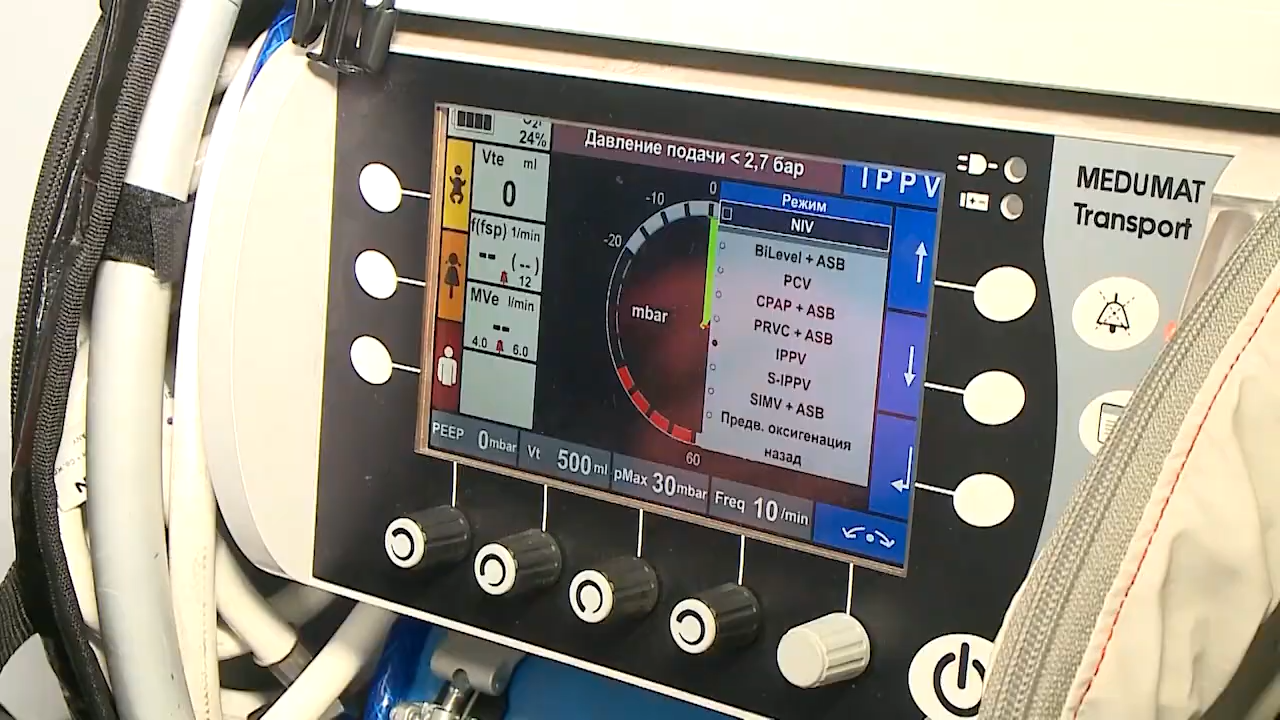 O₂
24%
Давление подачи < 2,7 бар
IPPV
Vte ml
0
f(fsp) 1/min
-- (--)
12
MVe l/min
--
4.0 6.0
-20
-10
0
mbar
60
Режим
NIV
BiLevel + ASB
PCV
CPAP + ASB
PRVC + ASB
IPPV
S-IPPV
SIMV + ASB
Предв. оксигенация
назад
PEEP 0mbar
Vt 500ml
pMax 30mbar
Freq 10/min
MEDUMAT
Transport